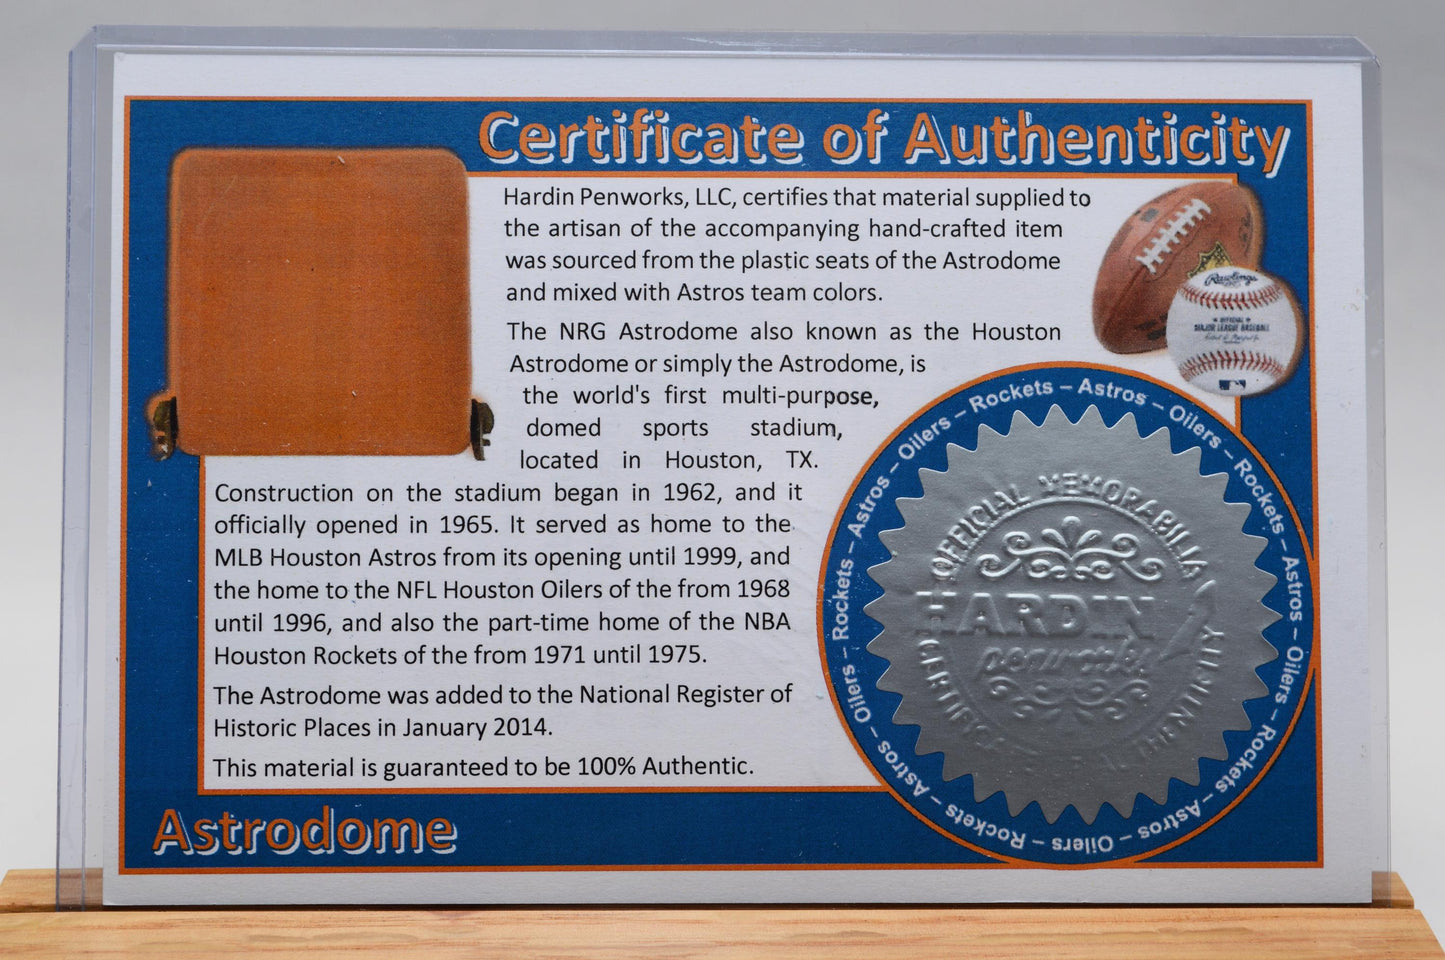 Certificate of Authenticity
Hardin Penworks, LLC, certifies that material supplied to
the artisan of the accompanying hand-crafted item
was sourced from the plastic seats of the Astrodome
and mixed with Astros team colors.
The NRG Astrodome also known as the Houston
Astrodome or simply the Astrodome, is
the world's first multi-purpose,
domed sports stadium,
located in Houston, TX.
Construction on the stadium began in 1962, and it
officially opened in 1965. It served as home to the
MLB Houston Astros from its opening until 1999, and
the home to the NFL Houston Oilers of the from 1968
until 1996, and also the part-time home of the NBA
Houston Rockets of the from 1971 until 1975.
The Astrodome was added to the National Register of
Historic Places in January 2014.
This material is guaranteed to be 100% Authentic.
Astrodome
Rawlings
OFFICIAL
MAJOR LEAGUE BASEBALL
Rockets – Astros – Oilers – Rockets – Astros – Oilers – Rockets – Astros – Oilers – Rockets – Astros – Oilers – Rockets – Astros – Oilers –
OFFICIAL MEMORABILIA
HARDIN
penworks
AUTHENTICITY